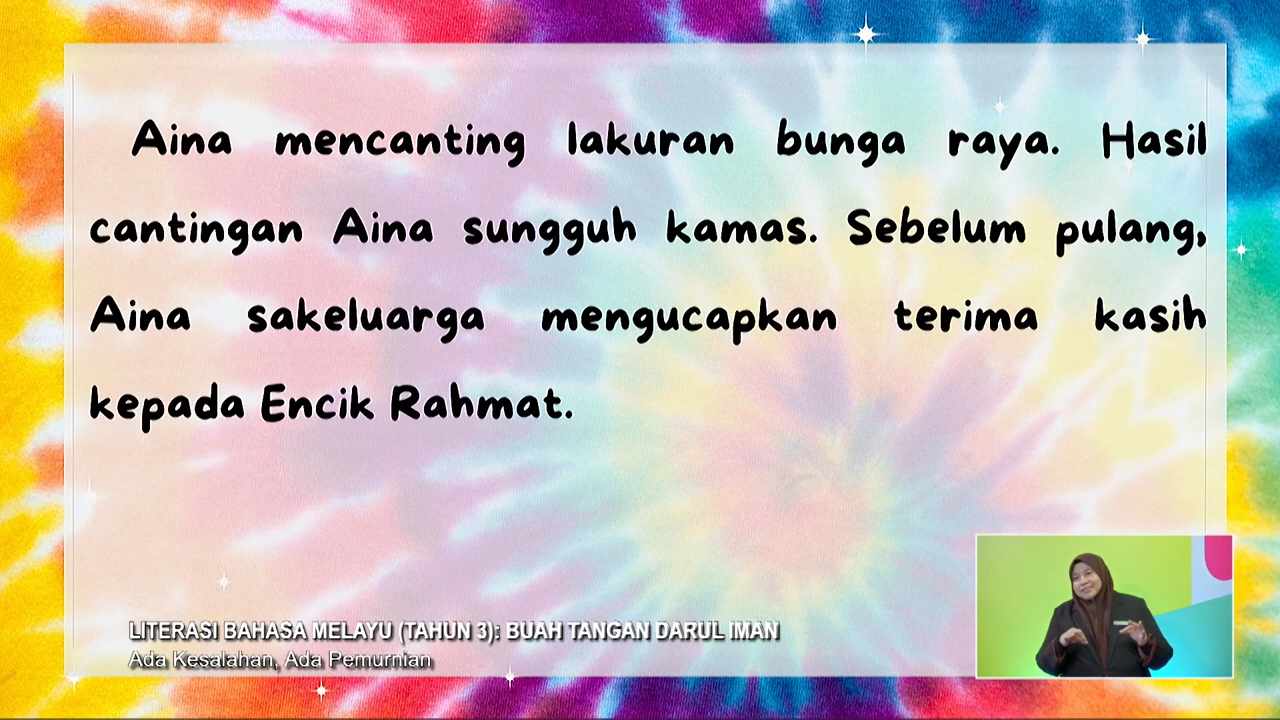 Aina mencanting lakuran bunga raya. Hasil
cantingan Aina sungguh kamas. Sebelum pulang,
Aina sakeluarga mengucapkan terima kasih
kepada Encik Rahmat.
LITERASI BAHASA MELAYU (TAHUN 3): BUAH TANGAN DARUL IMAN
Ada Kesalahan, Ada Pemurnian